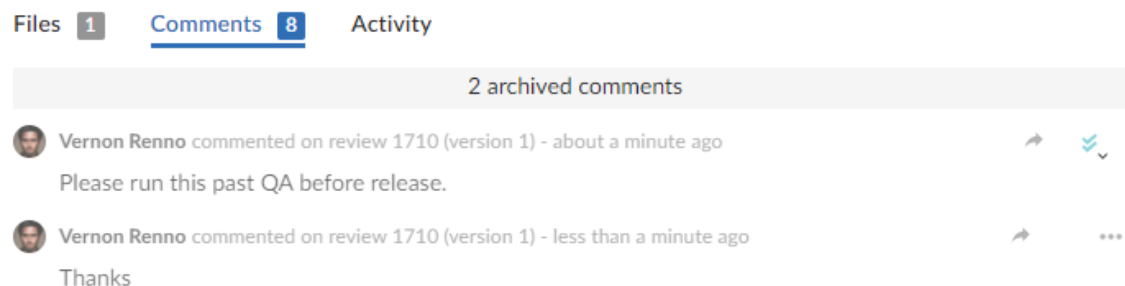 Files 1 Comments 8 Activity
2 archived comments
Vernon Renno commented on review 1710 (version 1) - about a minute ago
Please run this past QA before release.
Vernon Renno commented on review 1710 (version 1) - less than a minute ago
Thanks